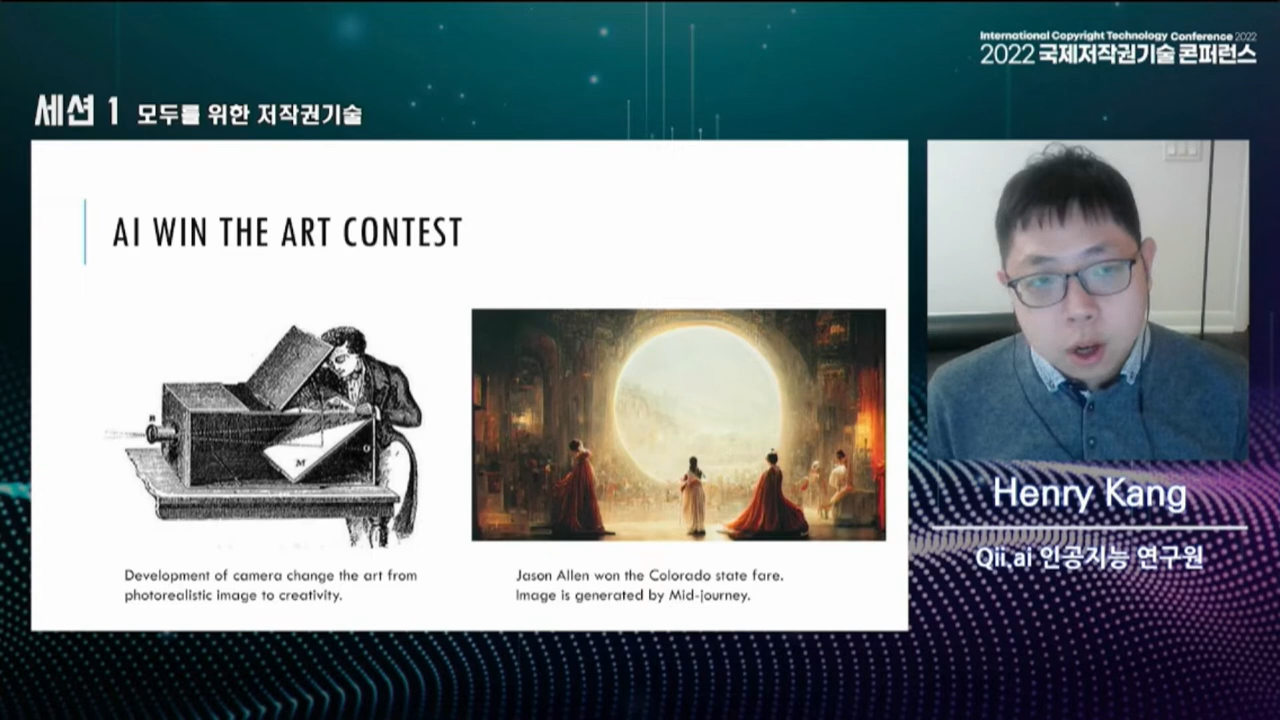 International Copyright Technology Conference 2022
2022 국제저작권기술 콘퍼런스
세션 1 모두를 위한 저작권기술
AI WIN THE ART CONTEST
M
O
Development of camera change the art from
photorealistic image to creativity.
Jason Allen won the Colorado state fare.
Image is generated by Mid-journey.
Henry Kang
Qii.ai 인공지능 연구원